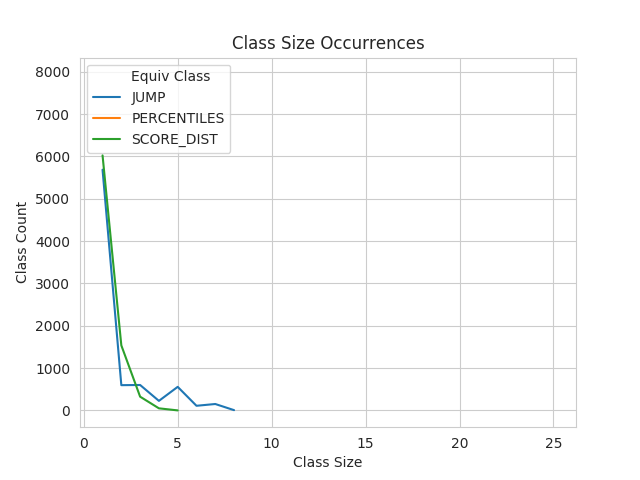 Class Size Occurrences
Equiv Class
JUMP
PERCENTILES
SCORE_DIST
Class Count
8000
7000
6000
5000
4000
3000
2000
1000
0
0 5 10 15 20 25
Class Size